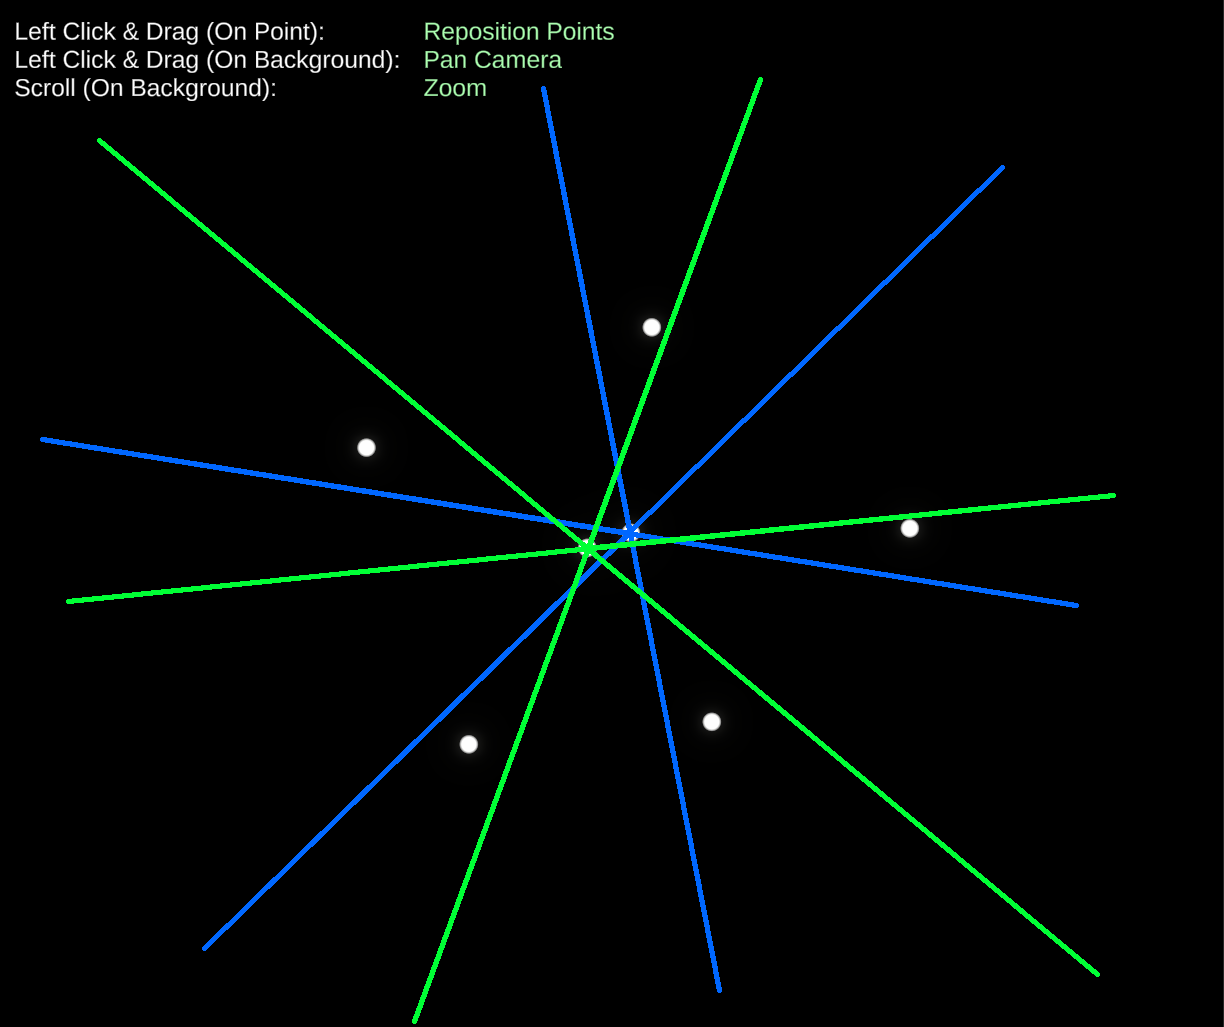 Left Click & Drag (On Point): Reposition Points
Left Click & Drag (On Background): Pan Camera
Scroll (On Background): Zoom